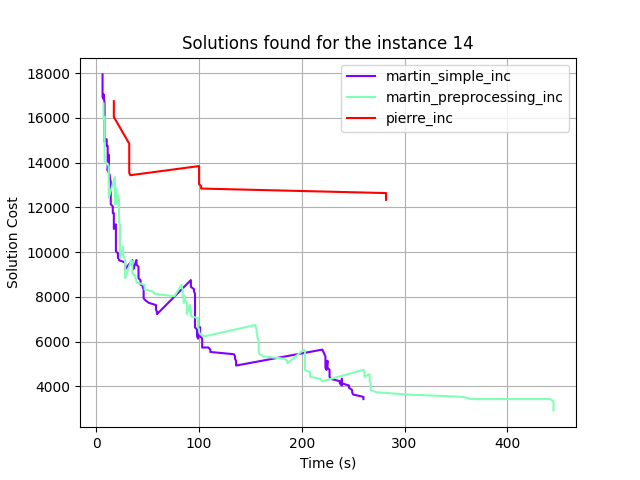 Solutions found for the instance 14
martin_simple_inc
martin_preprocessing_inc
pierre_inc
Solution Cost
18000
16000
14000
12000
10000
8000
6000
4000
0 100 200 300 400
Time (s)